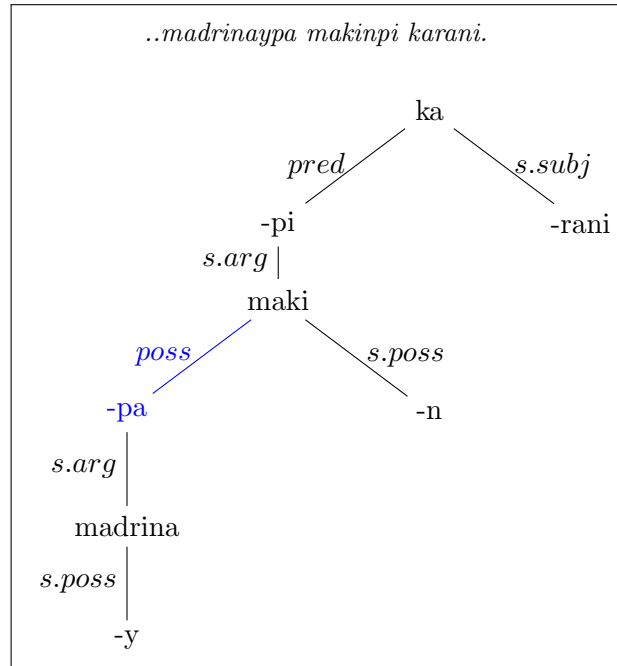 ..madrinaypa makinpi karani.
ka
pred s.subj
-pi -rani
s.arg
maki
poss s.poss
-pa -n
s.arg
madrina
s.poss
-y